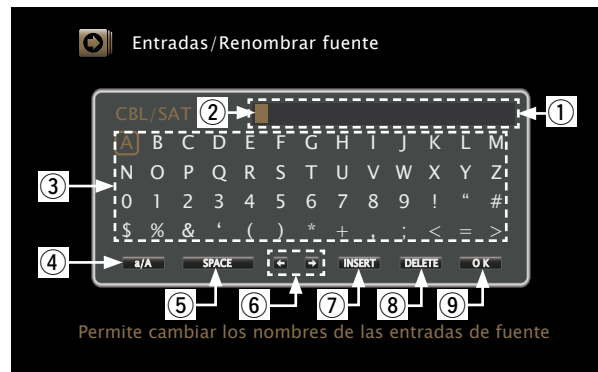 Entradas/Renombrar fuente
CBL/SAT ② ①
A B C D E F G H I J K L M
③ N O P Q R S T U V W X Y Z
0 1 2 3 4 5 6 7 8 9 ! “ #
$ % & ‘ ( ) * + , ; < = >
④ a/A SPACE ← → INSERT DELETE OK
⑤ ⑥ ⑦ ⑧ ⑨
Permite cambiar los nombres de las entradas de fuente